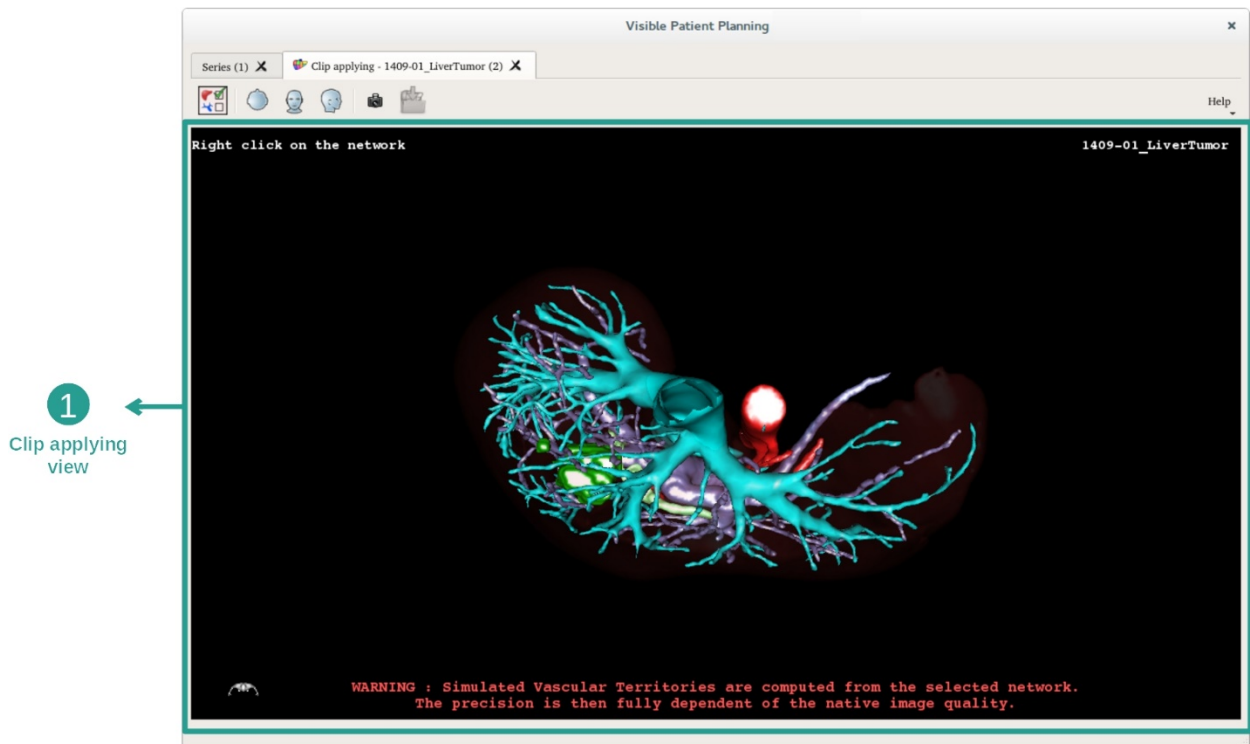 Visible Patient Planning
Series (1)
Clip applying - 1409-01_LiverTumor (2)
Help
Right click on the network
1409-01_LiverTumor
1
Clip applying
view
WARNING : Simulated Vascular Territories are computed from the selected network.
The precision is then fully dependent of the native image quality.